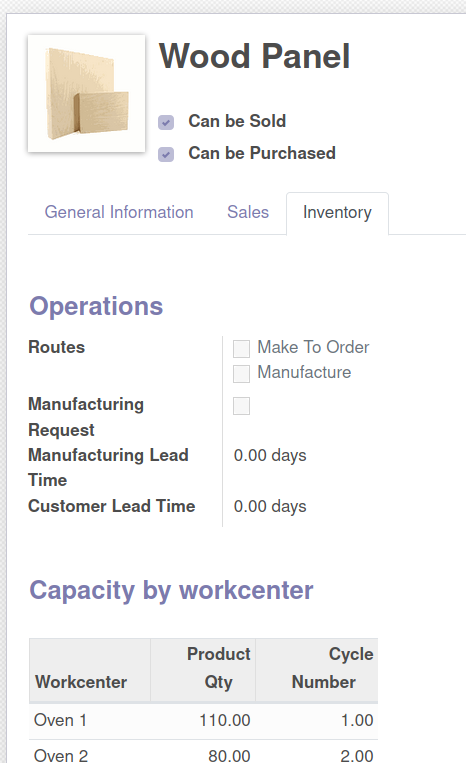 Wood Panel
Can be Sold
Can be Purchased
General Information Sales Inventory
Operations
Routes Make To Order
Manufacture
Manufacturing
Request
Manufacturing Lead 0.00 days
Time
Customer Lead Time 0.00 days
Capacity by workcenter
Product Cycle
Workcenter Qty Number
Oven 1 110.00 1.00
Oven 2 80.00 2.00